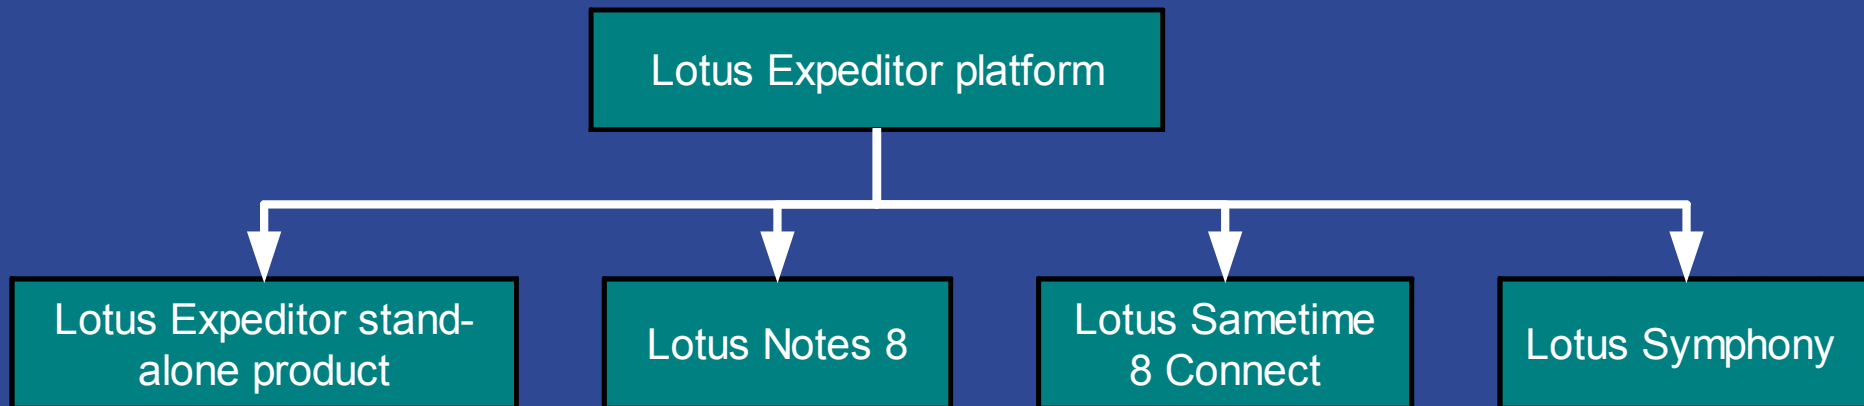 Lotus Expeditor platform
Lotus Expeditor stand-
alone product
Lotus Notes 8
Lotus Sametime
8 Connect
Lotus Symphony